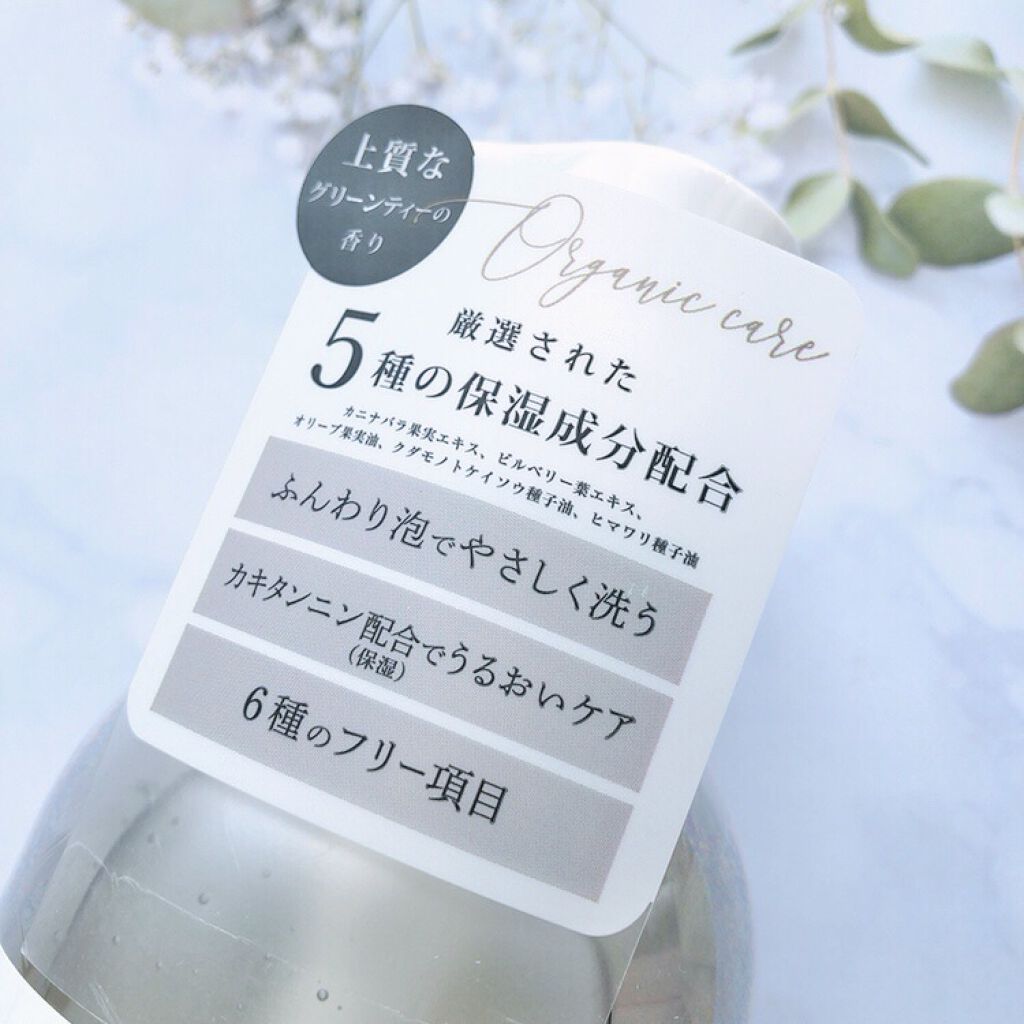 上質な
グリーンティーの
香り
Organic care
厳選された
5種の保湿成分配合
カニナバラ果実エキス、ビルベリー葉エキス、
オリーブ果実油、クダモノトケイソウ種子油、ヒマワリ種子油
ふんわり泡でやさしく洗う
カキタンニン配合でうるおいケア
(保湿)
6種のフリー項目